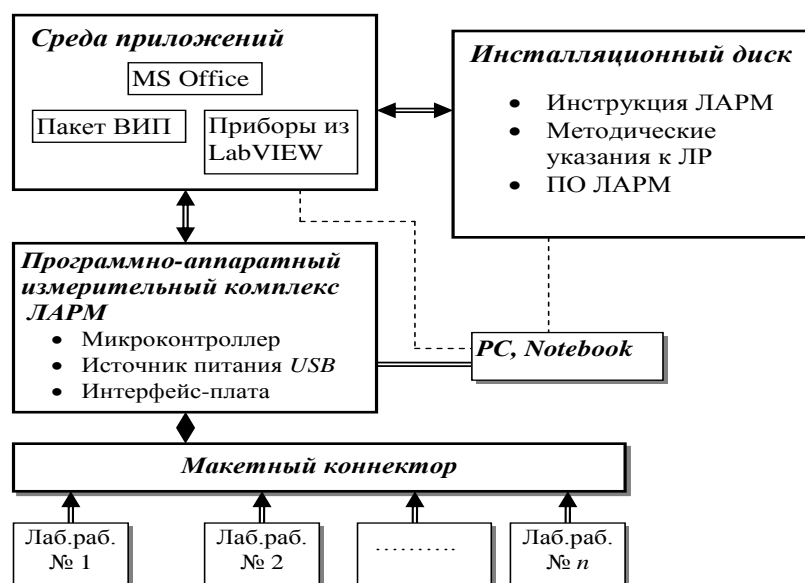 Среда приложений
MS Office
Пакет ВИП
Приборы из
LabVIEW
Инсталляционный диск
• Инструкция ЛАРМ
• Методические
указания к ЛР
• ПО ЛАРМ
Программно-аппаратный
измерительный комплекс
ЛАРМ
• Микроконтроллер
• Источник питания USB
• Интерфейс-плата
PC, Notebook
Макетный коннектор
Лаб.раб.
№ 1
Лаб.раб.
№ 2
..........
Лаб.раб.
№ n